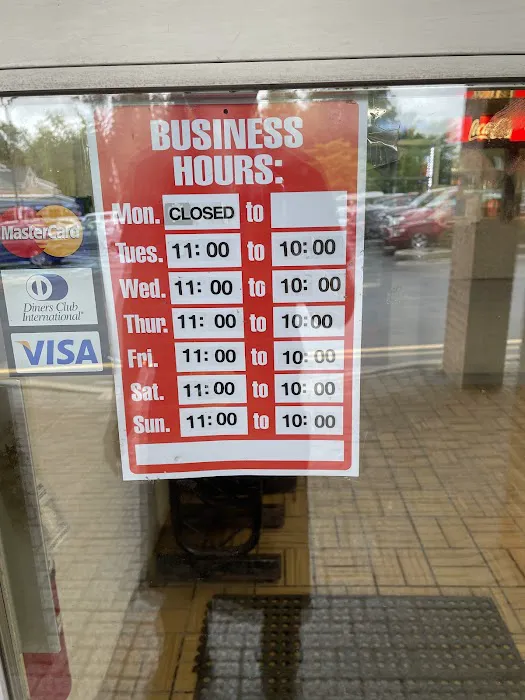 BUSINESS
HOURS:
Mon. CLOSED to
Tues. 11:00 to 10:00
Wed. 11:00 to 10:00
Thur. 11:00 to 10:00
Fri. 11:00 to 10:00
Sat. 11:00 to 10:00
Sun. 11:00 to 10:00
MasterCard
Diners Club
International®
VISA
Coca-Cola